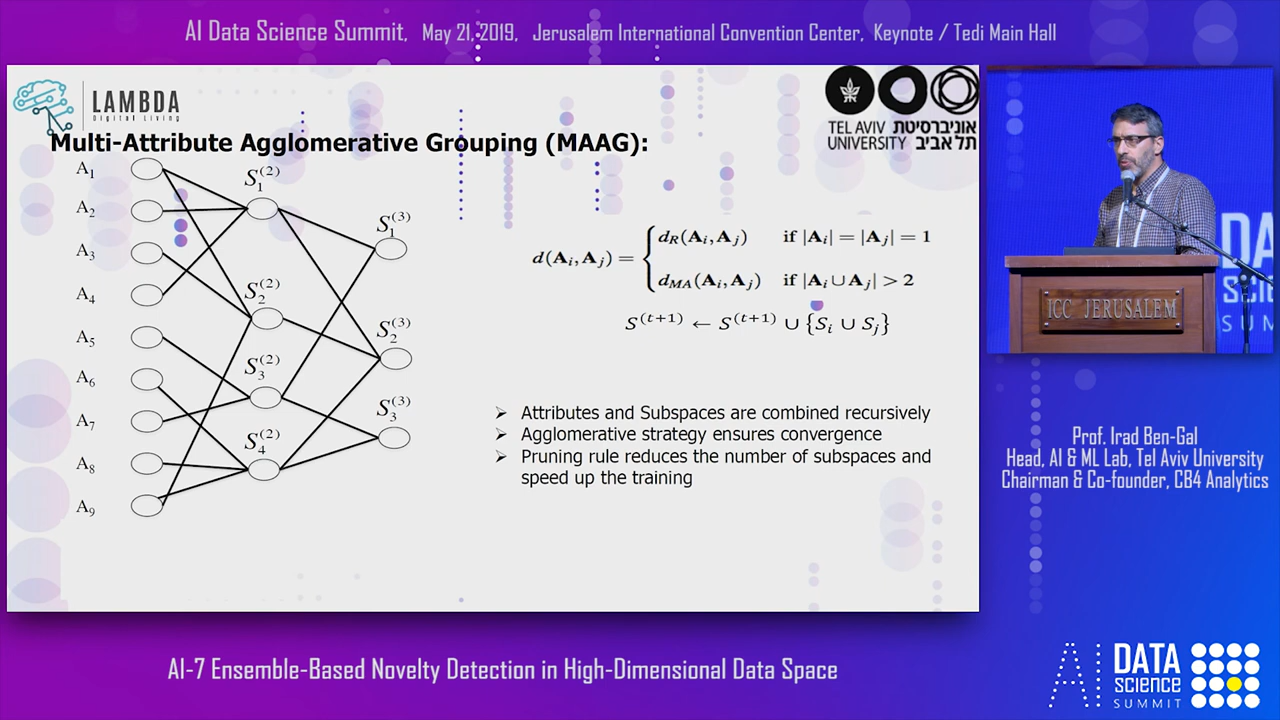 AI Data Science Summit, May 21, 2019, Jerusalem International Convention Center, Keynote / Tedi Main Hall
LAMBDA
Digital Living
TEL AVIV UNIVERSITY
אוניברסיטת תל אביב
Multi-Attribute Agglomerative Grouping (MAAG):
A₁
A₂
A₃
A₄
A₅
A₆
A₇
A₈
A₉
S₁⁽²⁾
S₂⁽²⁾
S₃⁽²⁾
S₄⁽²⁾
S₁⁽³⁾
S₂⁽³⁾
S₃⁽³⁾
d(Aᵢ,Aⱼ) = { d_R(Aᵢ,Aⱼ) if |Aᵢ| = |Aⱼ| = 1
d_MA(Aᵢ,Aⱼ) if |Aᵢ ∪ Aⱼ| > 2
S⁽ᵗ⁺¹⁾ ← S⁽ᵗ⁺¹⁾ ∪ {Sᵢ ∪ Sⱼ}
➢ Attributes and Subspaces are combined recursively
➢ Agglomerative strategy ensures convergence
➢ Pruning rule reduces the number of subspaces and
speed up the training
ICC JERUSALEM
DA
Scie
SUM
Prof. Irad Ben-Gal
Head, AI & ML Lab, Tel Aviv University
Chairman & Co-founder, CB4 Analytics
AI-7 Ensemble-Based Novelty Detection in High-Dimensional Data Space
AI DATA
Science
SUMMIT